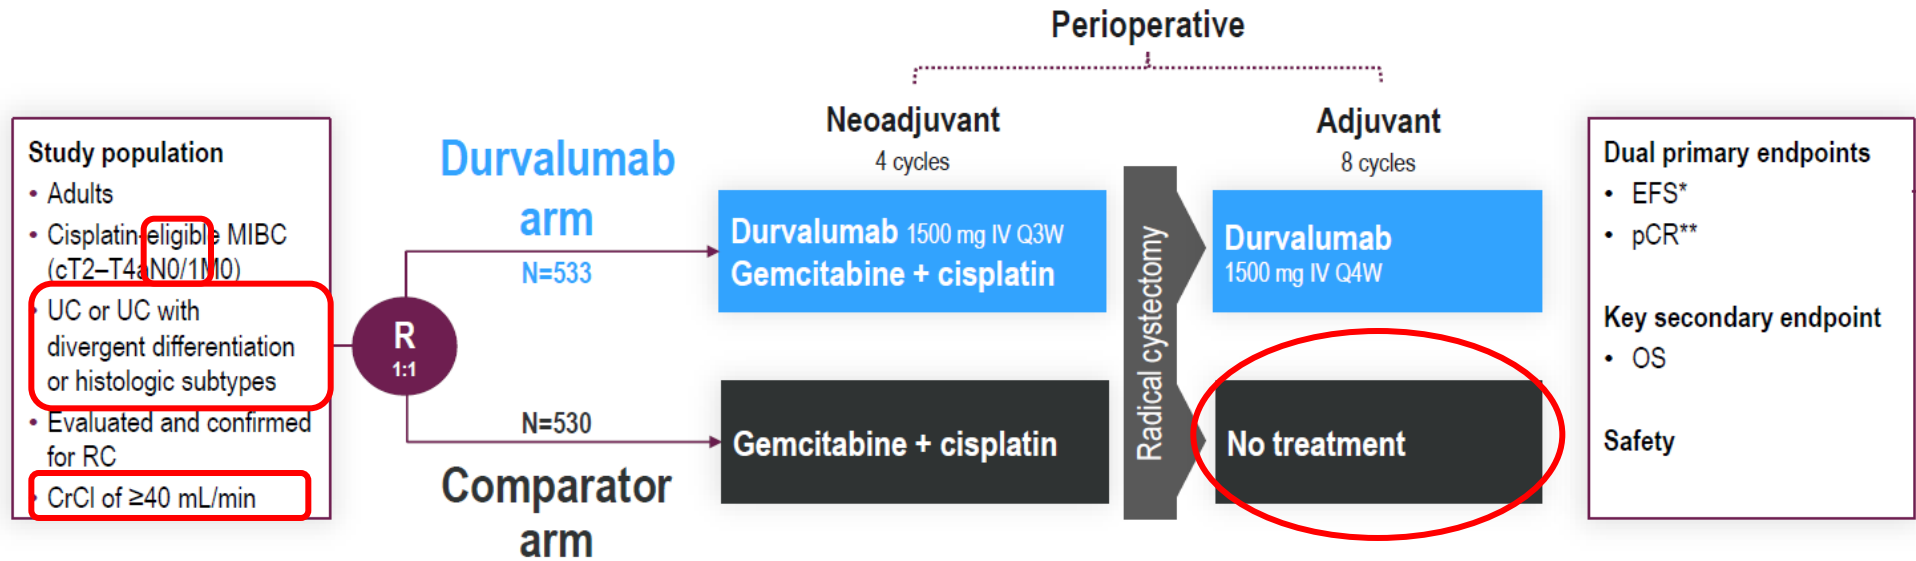 Perioperative
Study population
• Adults
• Cisplatin-eligible MIBC
(cT2–T4aN0/1M0)
• UC or UC with
divergent differentiation
or histologic subtypes
• Evaluated and confirmed
for RC
• CrCl of ≥40 mL/min
R
1:1
Durvalumab
arm
N=533
N=530
Comparator
arm
Neoadjuvant
4 cycles
Durvalumab 1500 mg IV Q3W
Gemcitabine + cisplatin
Gemcitabine + cisplatin
Radical cystectomy
Adjuvant
8 cycles
Durvalumab
1500 mg IV Q4W
No treatment
Dual primary endpoints
• EFS*
• pCR**
Key secondary endpoint
• OS
Safety